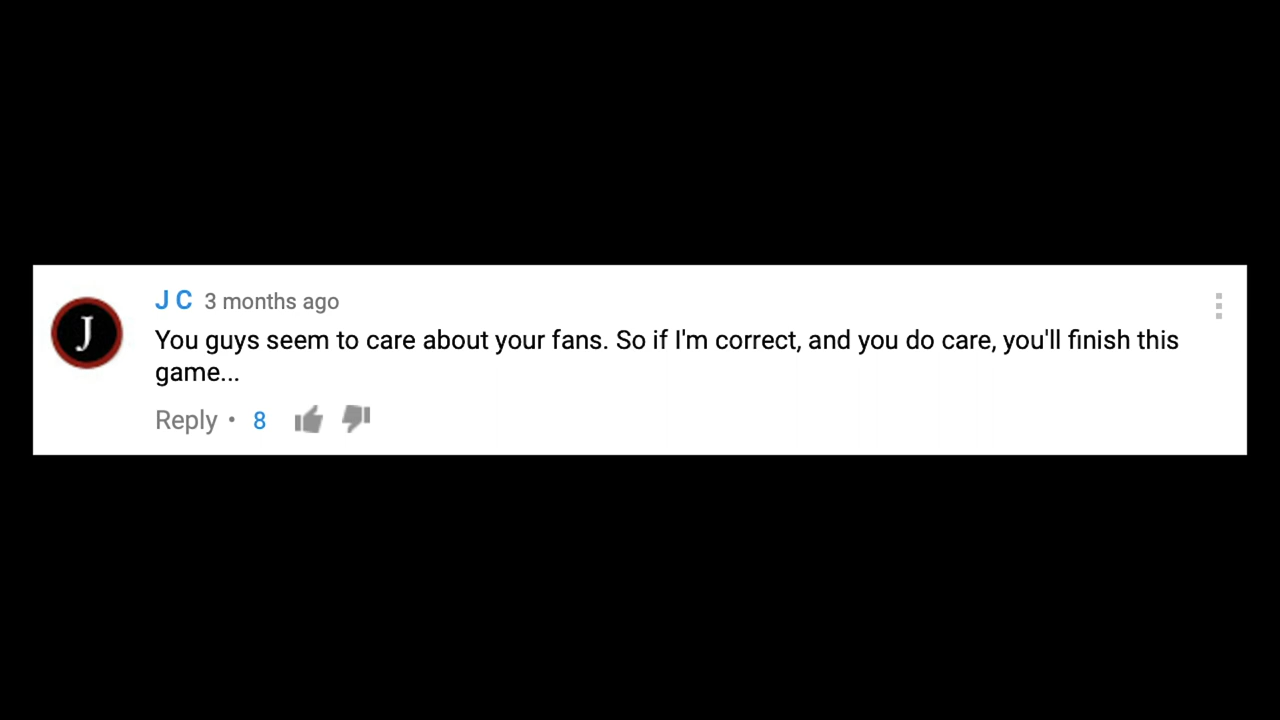 J
J C 3 months ago
You guys seem to care about your fans. So if I'm correct, and you do care, you'll finish this
game...
Reply • 8